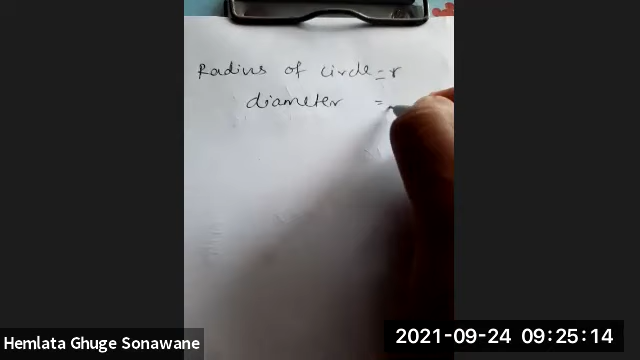 Radius of circle = r
diameter =
Hemlata Ghuge Sonawane
2021-09-24 09:25:14